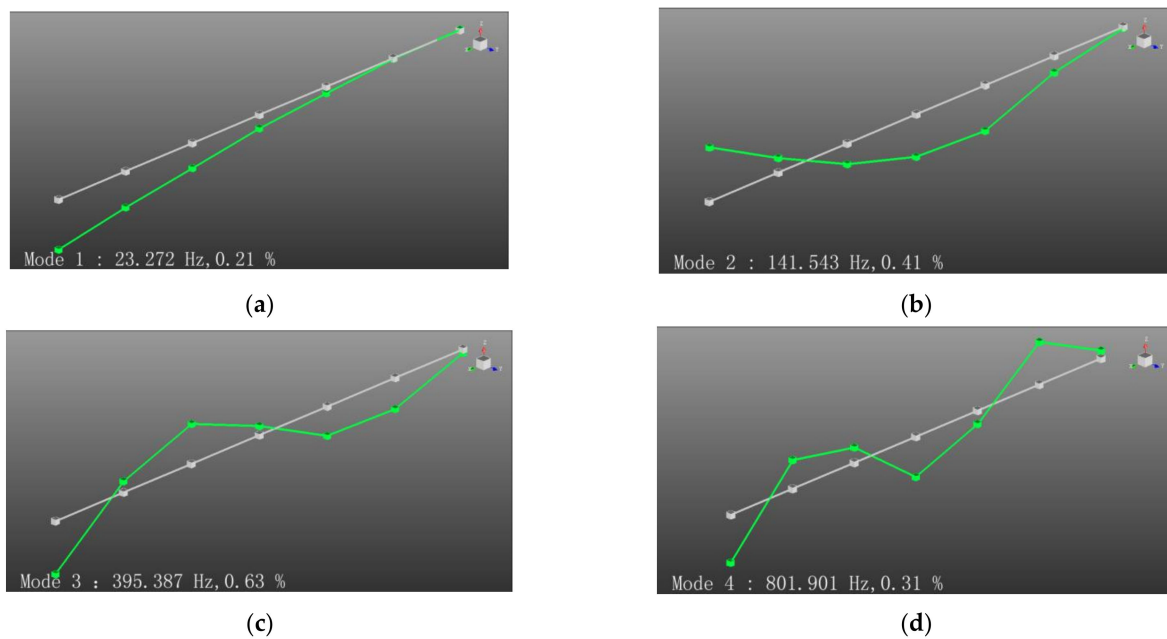 Mode 1 : 23.272 Hz,0.21 %
(a)
Mode 2 : 141.543 Hz,0.41 %
(b)
Mode 3 : 395.387 Hz,0.63 %
(c)
Mode 4 : 801.901 Hz,0.31 %
(d)